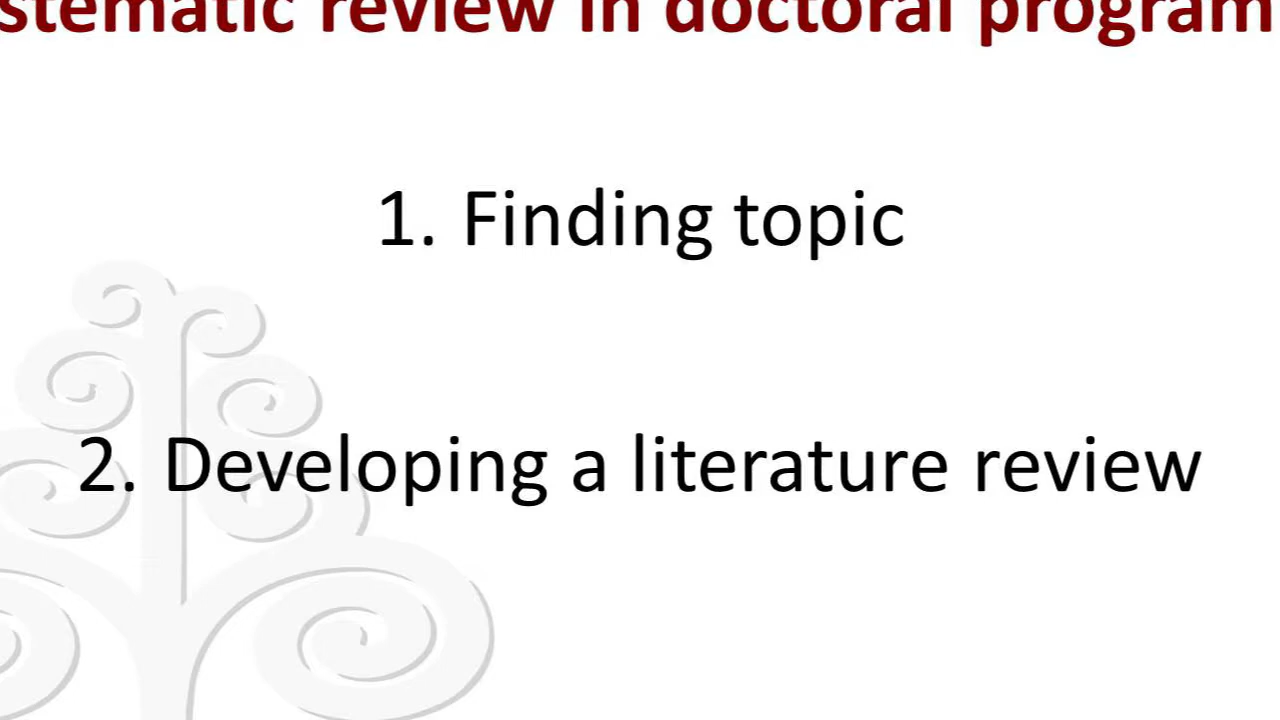 stematic review in doctoral program
1. Finding topic
2. Developing a literature review